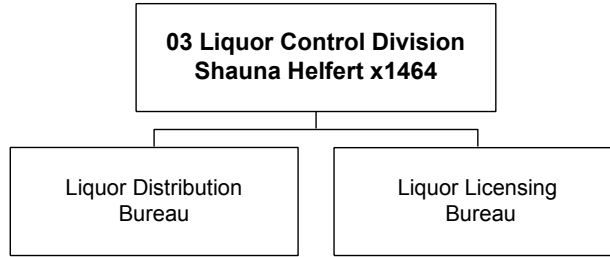 03 Liquor Control Division
Shauna Helfert x1464
Liquor Distribution
Bureau
Liquor Licensing
Bureau